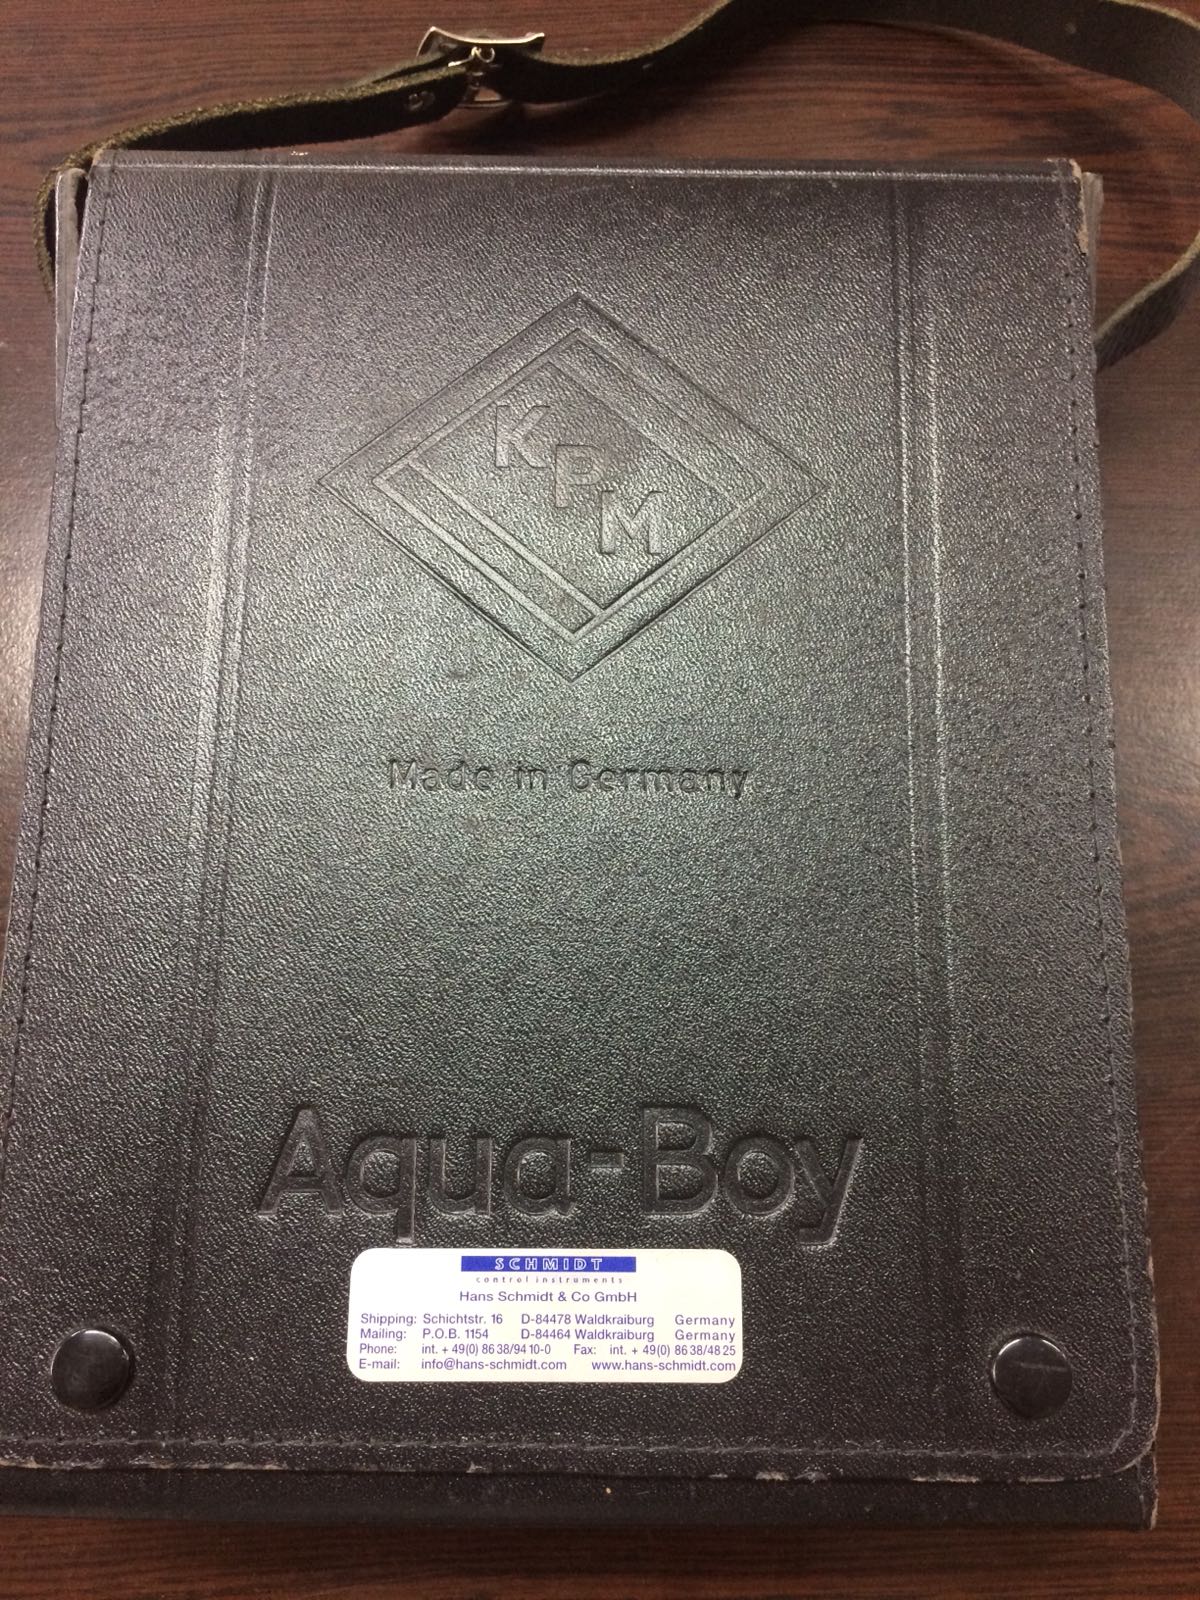 K
P
M
Made in Germany.
Aqua-Boy
SCHMIDT
control instruments
Hans Schmidt & Co GmbH
Shipping: Schichtstr. 16 D-84478 Waldkraiburg Germany
Mailing: P.O.B. 1154 D-84464 Waldkraiburg Germany
Phone: int. + 49(0) 86 38/94 10-0 Fax: int. + 49(0) 86 38/48 25
E-mail: info@hans-schmidt.com www.hans-schmidt.com